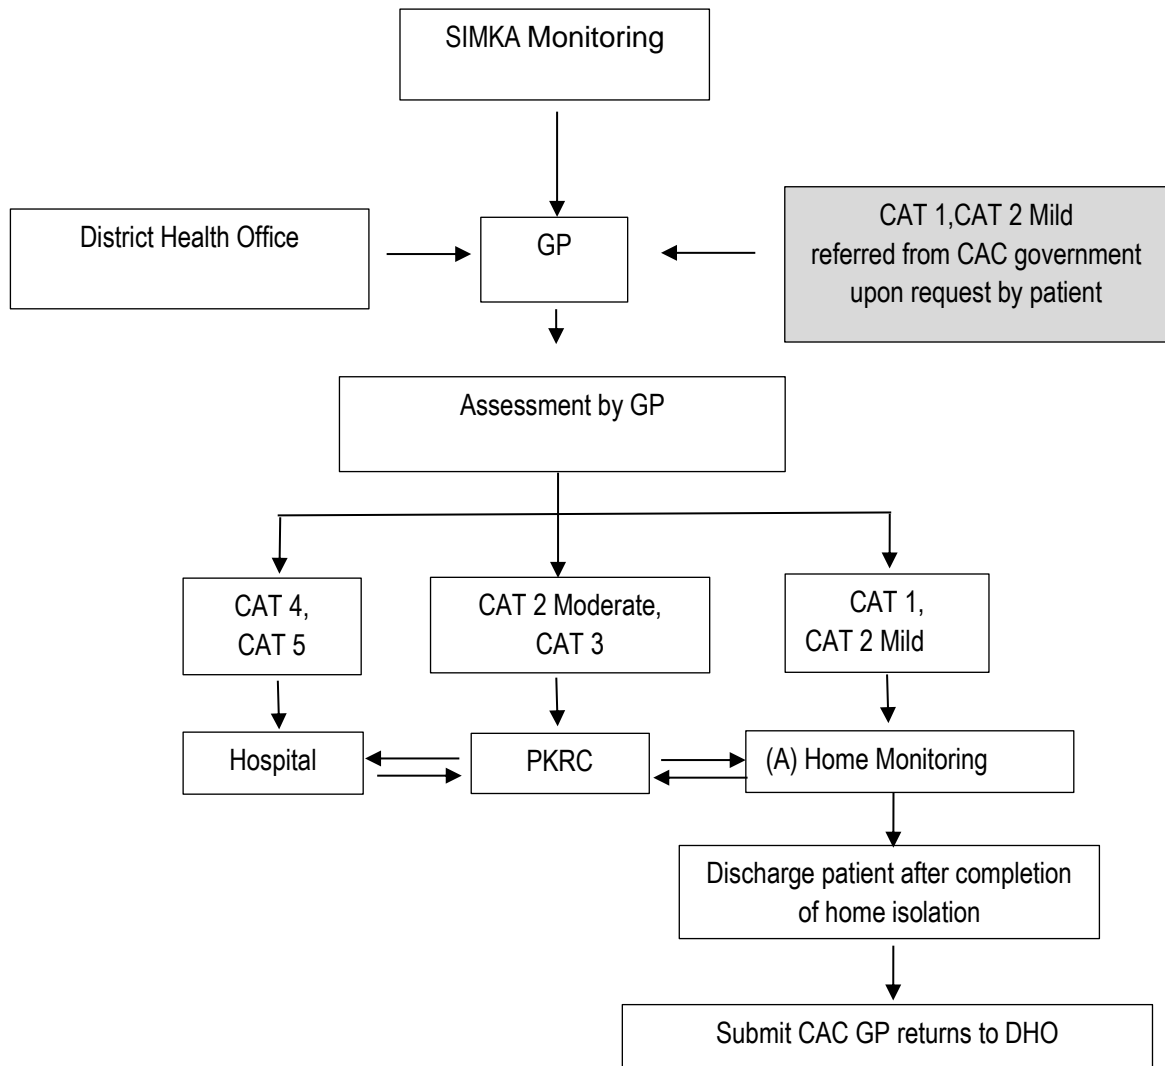 SIMKA Monitoring
District Health Office
GP
CAT 1,CAT 2 Mild
referred from CAC government
upon request by patient
Assessment by GP
CAT 4,
CAT 5
CAT 2 Moderate,
CAT 3
CAT 1,
CAT 2 Mild
Hospital
PKRC
(A) Home Monitoring
Discharge patient after completion
of home isolation
Submit CAC GP returns to DHO